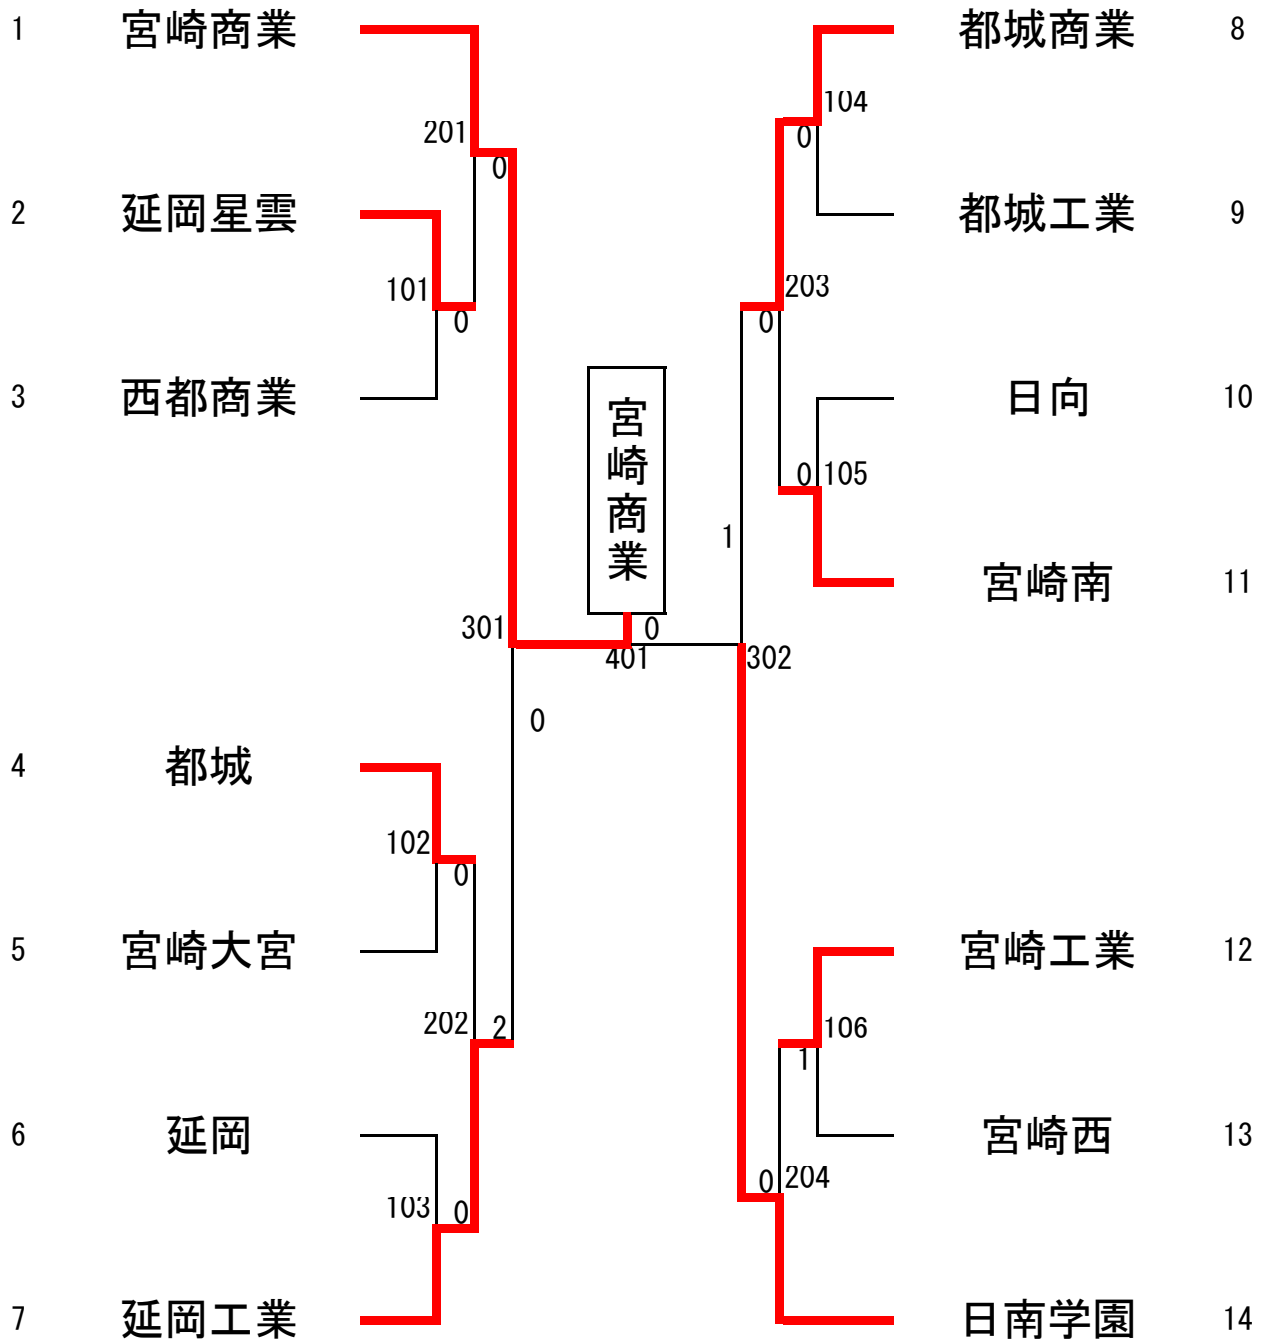 1 宮崎商業
201
0
2 延岡星雲
101
0
3 西都商業
301
0
4 都城
102
0
5 宮崎大宮
202
2
6 延岡
103
0
7 延岡工業
宮崎商業
0
401
都城商業 8
104
0
都城工業 9
203
0
日向 10
0 105
宮崎南 11
1
302
宮崎工業 12
106
1
宮崎西 13
0 204
日南学園 14